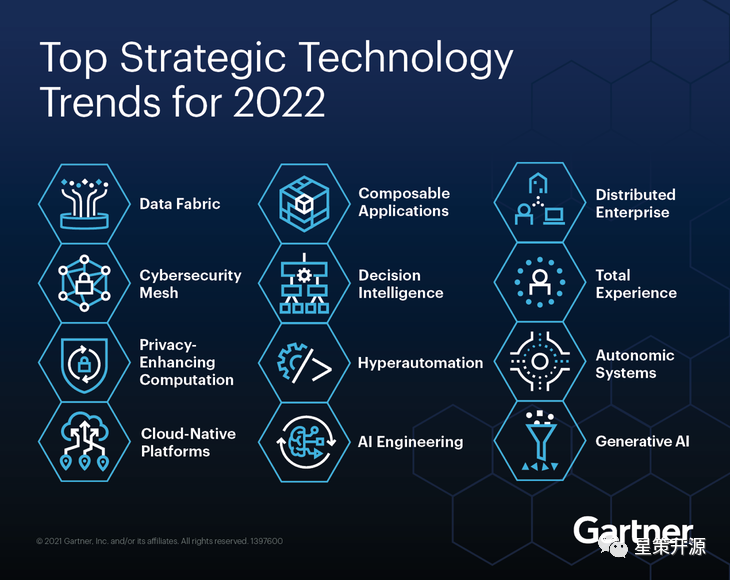 Top Strategic Technology
Trends for 2022
Data Fabric
Composable
Applications
Distributed
Enterprise
Cybersecurity
Mesh
Decision
Intelligence
Total
Experience
Privacy-
Enhancing
Computation
Hyperautomation
Autonomic
Systems
Cloud-Native
Platforms
AI Engineering
Generative AI
© 2021 Gartner, Inc. and/or its affiliates. All rights reserved. 1397600
Gartner
星策开源